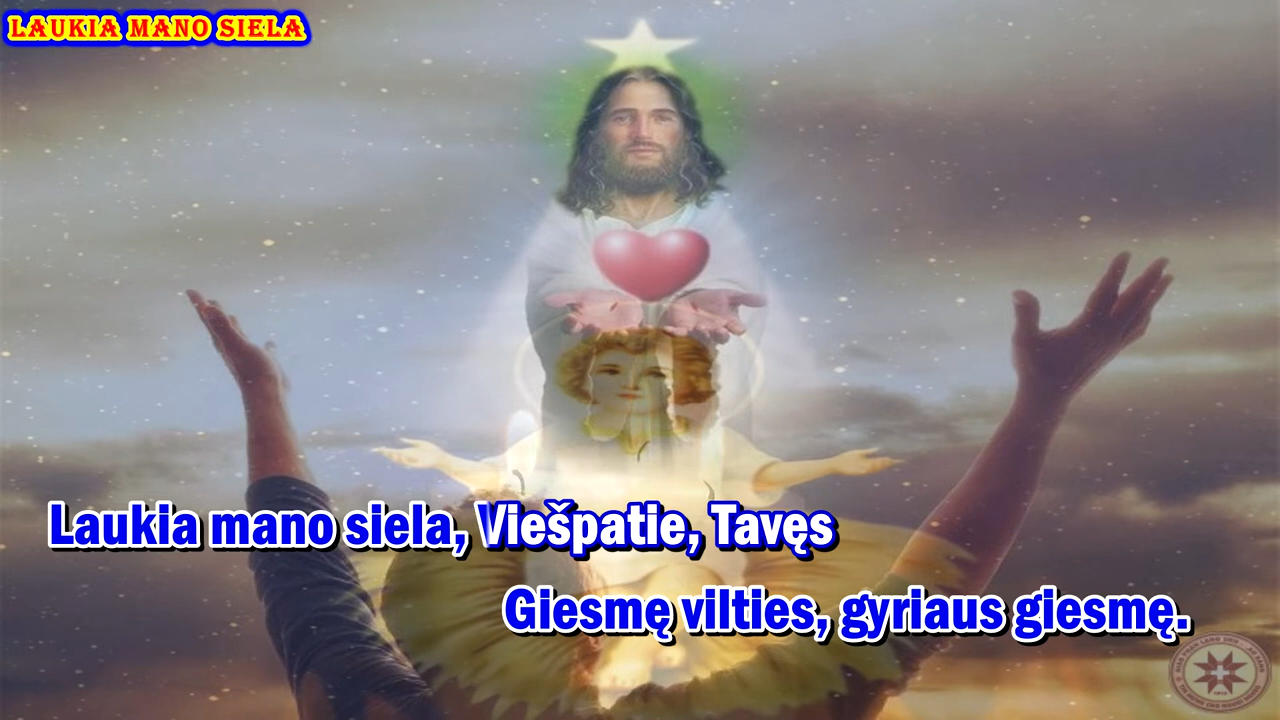 LAUKIA MANO SIELA
Laukia mano siela, Viešpatie, Tavęs
Giesmę vilties, gyriaus giesmę.